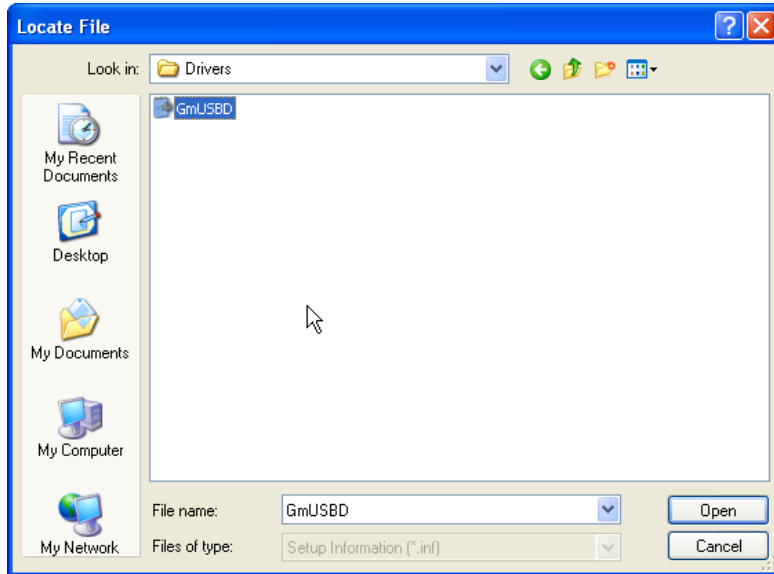 Locate File
Look in:
Drivers
My Recent
Documents
Desktop
My Documents
My Computer
My Network
GmUSBD
File name:
GmUSBD
Open
Files of type:
Setup Information (*.inf)
Cancel